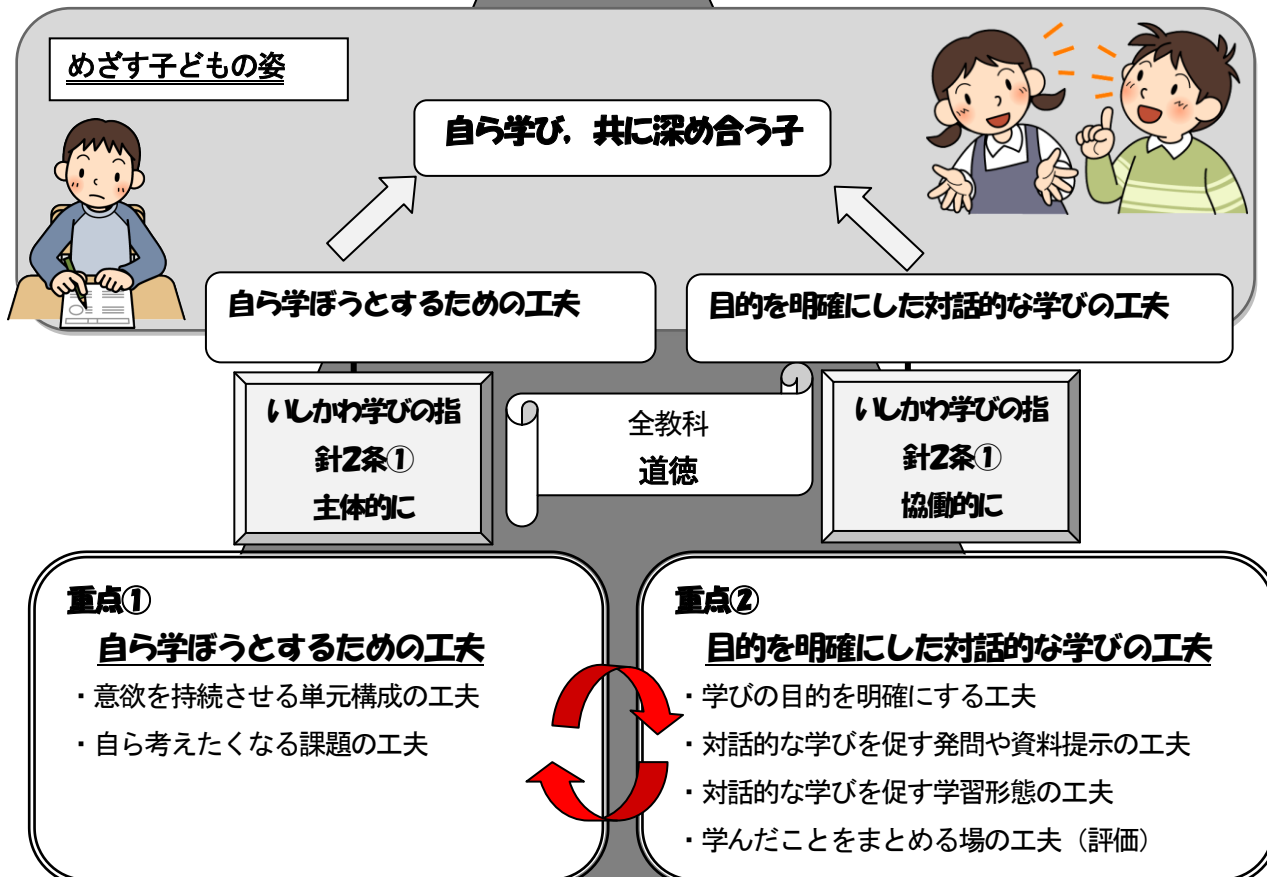 めざす子どもの姿
自ら学び，共に深め合う子
自ら学ぼうとするための工夫
目的を明確にした対話的な学びの工夫
いしかわ学びの指
針2条①
主体的に
全教科
道徳
いしかわ学びの指
針2条①
協働的に
重点①
自ら学ぼうとするための工夫
・意欲を持続させる単元構成の工夫
・自ら考えたくなる課題の工夫
重点②
目的を明確にした対話的な学びの工夫
・学びの目的を明確にする工夫
・対話的な学びを促す発問や資料提示の工夫
・対話的な学びを促す学習形態の工夫
・学んだことをまとめる場の工夫（評価）